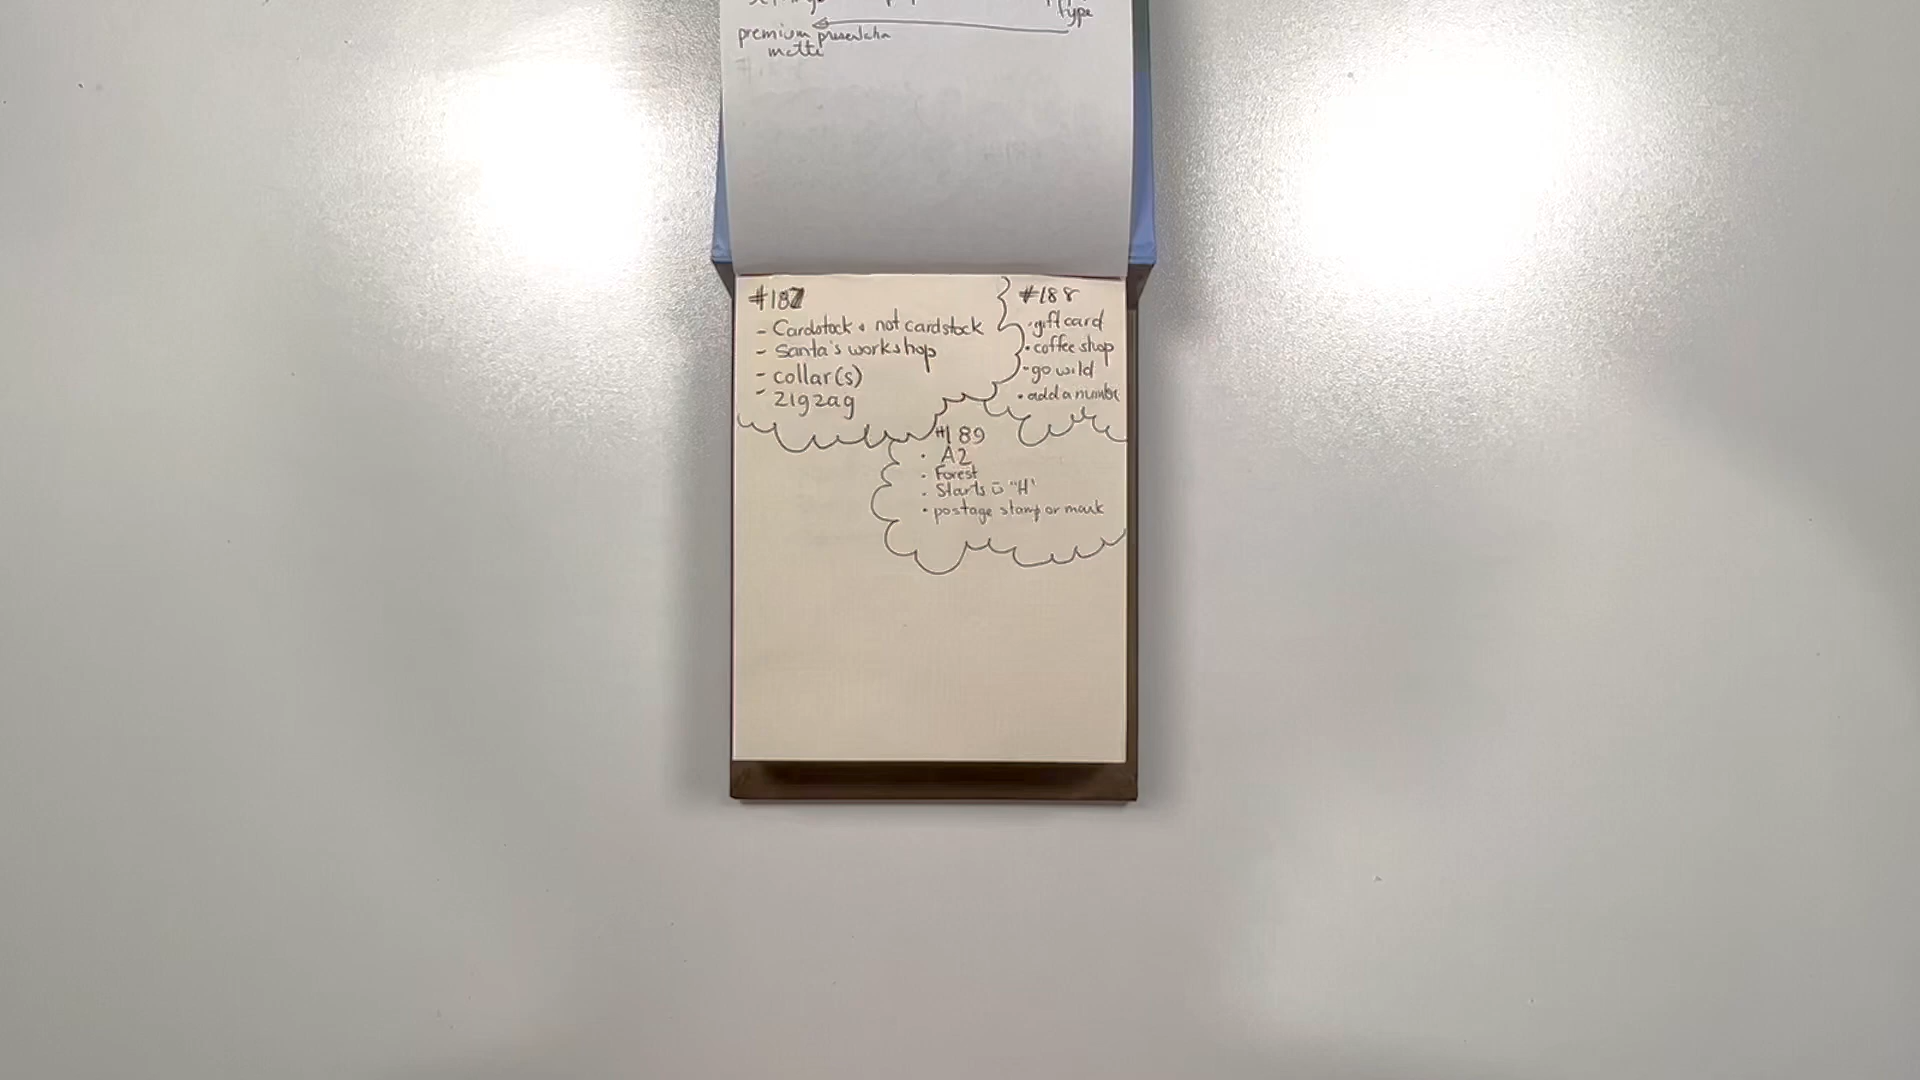 type
premium presentation
matte
#187
- Cardstock + not cardstock
- Santa's workshop
- collar(s)
- zigzag
#188
• gift card
• coffee shop
• go wild
• add a number
#189
• A2
• Forest
• Starts c̄ "H"
• postage stamp or mark